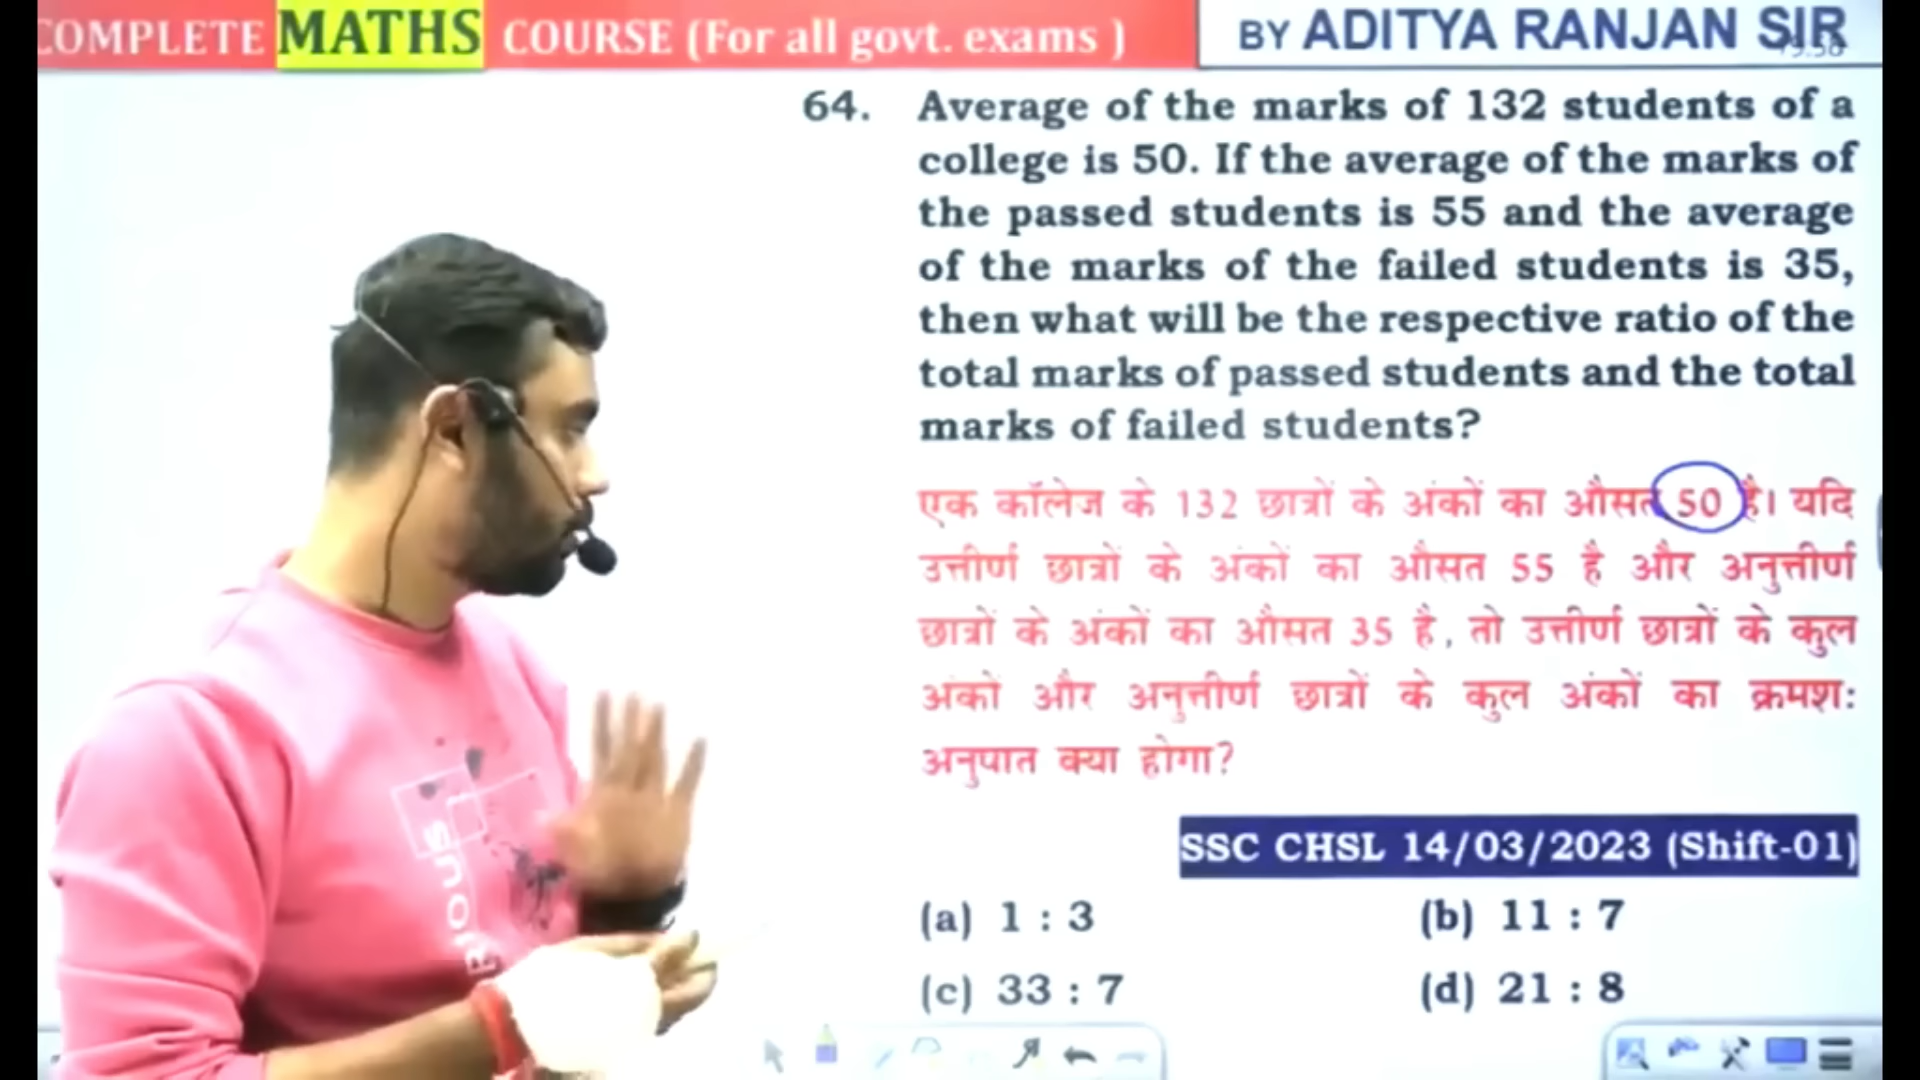 COMPLETE MATHS COURSE (For all govt. exams )
BY ADITYA RANJAN SIR
64. Average of the marks of 132 students of a
college is 50. If the average of the marks of
the passed students is 55 and the average
of the marks of the failed students is 35,
then what will be the respective ratio of the
total marks of passed students and the total
marks of failed students?
एक कॉलेज के 132 छात्रों के अंकों का औसत 50 है। यदि
उत्तीर्ण छात्रों के अंकों का औसत 55 है और अनुत्तीर्ण
छात्रों के अंकों का औसत 35 है, तो उत्तीर्ण छात्रों के कुल
अंकों और अनुत्तीर्ण छात्रों के कुल अंकों का क्रमशः
अनुपात क्या होगा?
SSC CHSL 14/03/2023 (Shift-01)
(a) 1 : 3 (b) 11 : 7
(c) 33 : 7 (d) 21 : 8